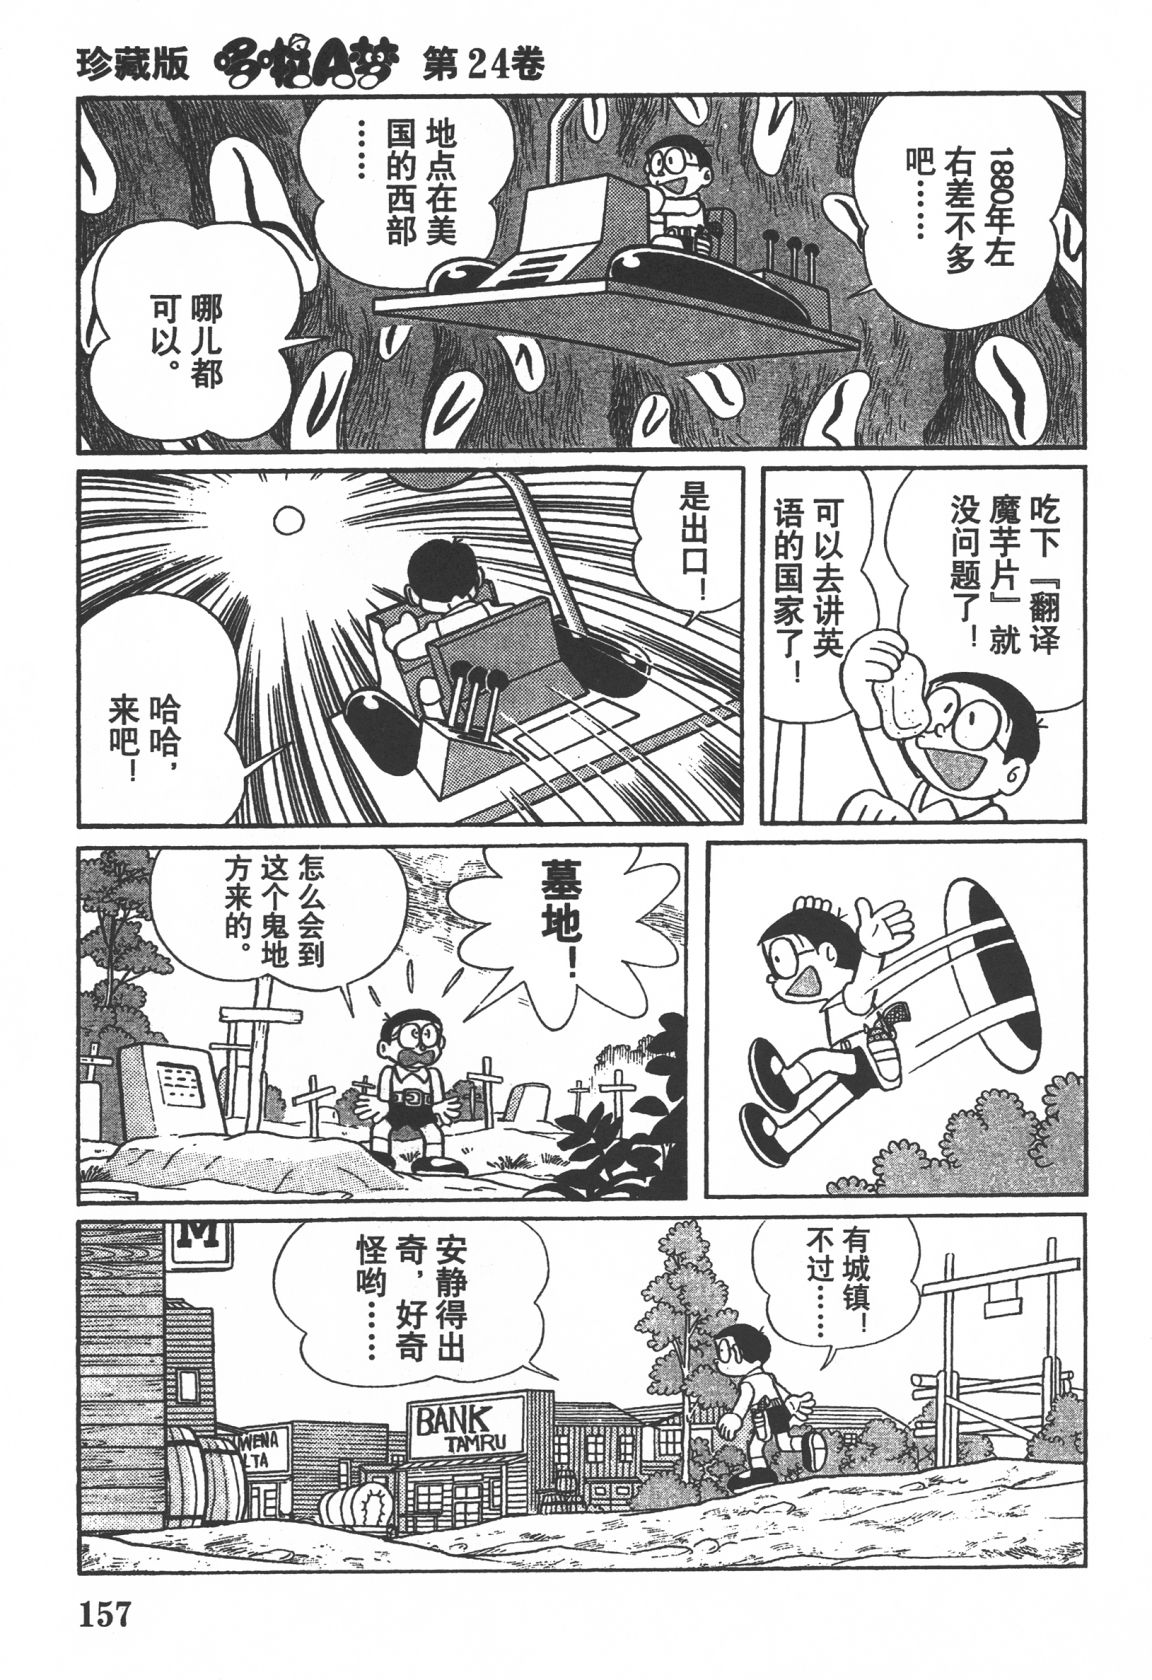 珍藏版 哆啦A梦 第24卷
1880年左
右差不多
吧……
地点在美
国的西部
……
哪儿都
可以。
吃下『翻译
魔芋片』就
没问题了!
可以去讲英
语的国家了!
是出口!
哈哈,
来吧!
墓地!
怎么会到
这个鬼地
方来的。
有城镇!
不过……
安静得出
奇,好奇
怪哟……
M
WENA
LTA
BANK
TAMRU
157